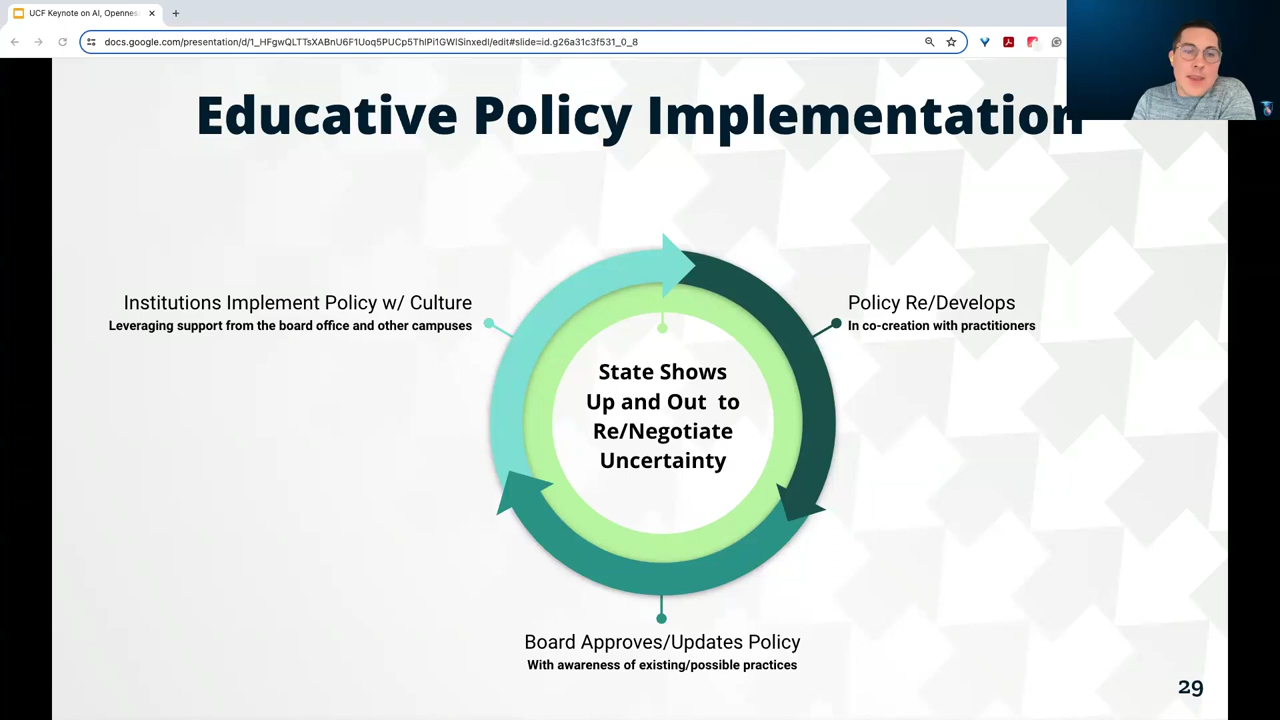 UCF Keynote on AI, Openness
docs.google.com/presentation/d/1_HFgwQLTTsXABnU6F1Uoq5PUCp5ThlPi1GWlSinxedI/edit#slide=id.g26a31c3f531_0_8
Educative Policy Implementation
Institutions Implement Policy w/ Culture
Leveraging support from the board office and other campuses
Policy Re/Develops
In co-creation with practitioners
State Shows
Up and Out to
Re/Negotiate
Uncertainty
Board Approves/Updates Policy
With awareness of existing/possible practices
29